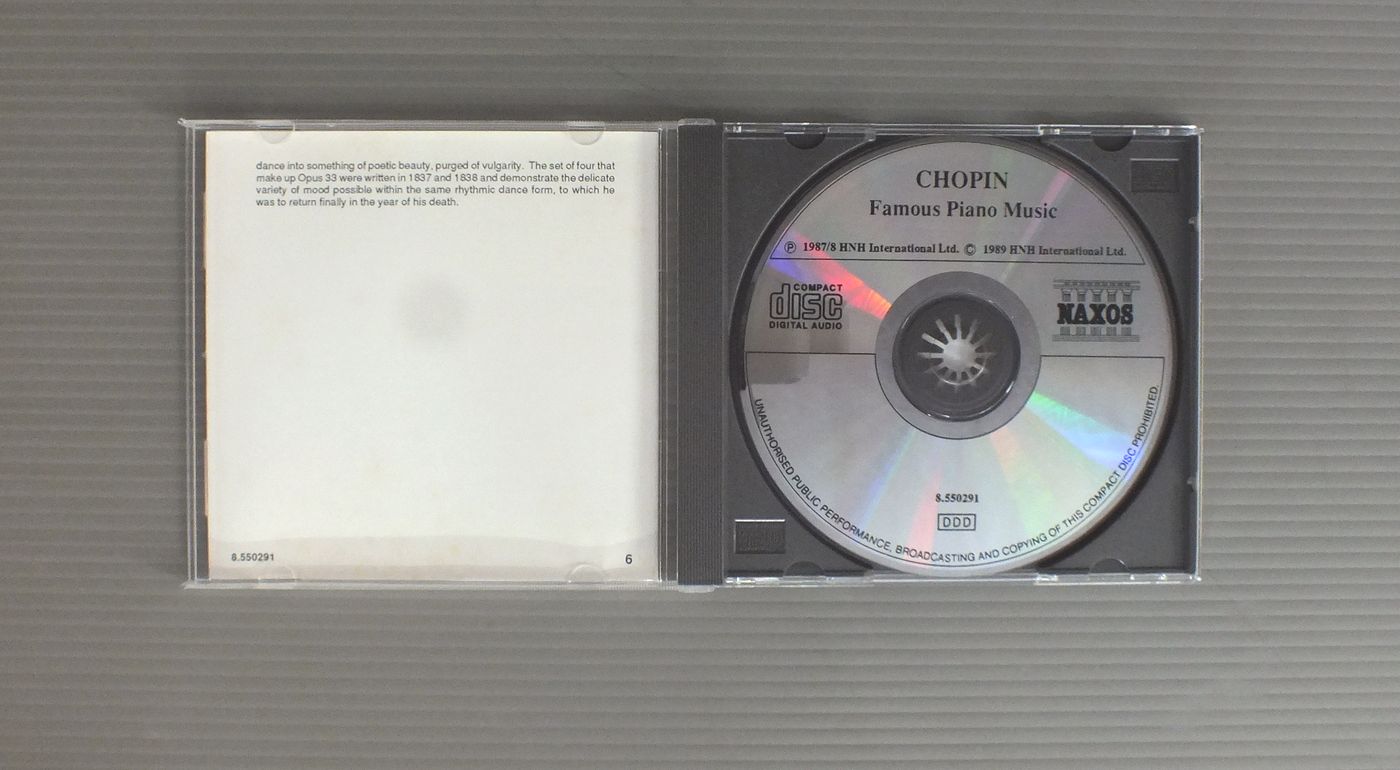 dance into something of poetic beauty, purged of vulgarity. The set of four that
make up Opus 33 were written in 1837 and 1838 and demonstrate the delicate
variety of mood possible within the same rhythmic dance form, to which he
was to return finally in the year of his death.
8.550291
6
CHOPIN
Famous Piano Music
℗ 1987/8 HNH International Ltd. © 1989 HNH International Ltd.
COMPACT
disc
DIGITAL AUDIO
NAXOS
8.550291
DDD
UNAUTHORISED PUBLIC PERFORMANCE, BROADCASTING AND COPYING OF THIS COMPACT DISC PROHIBITED.